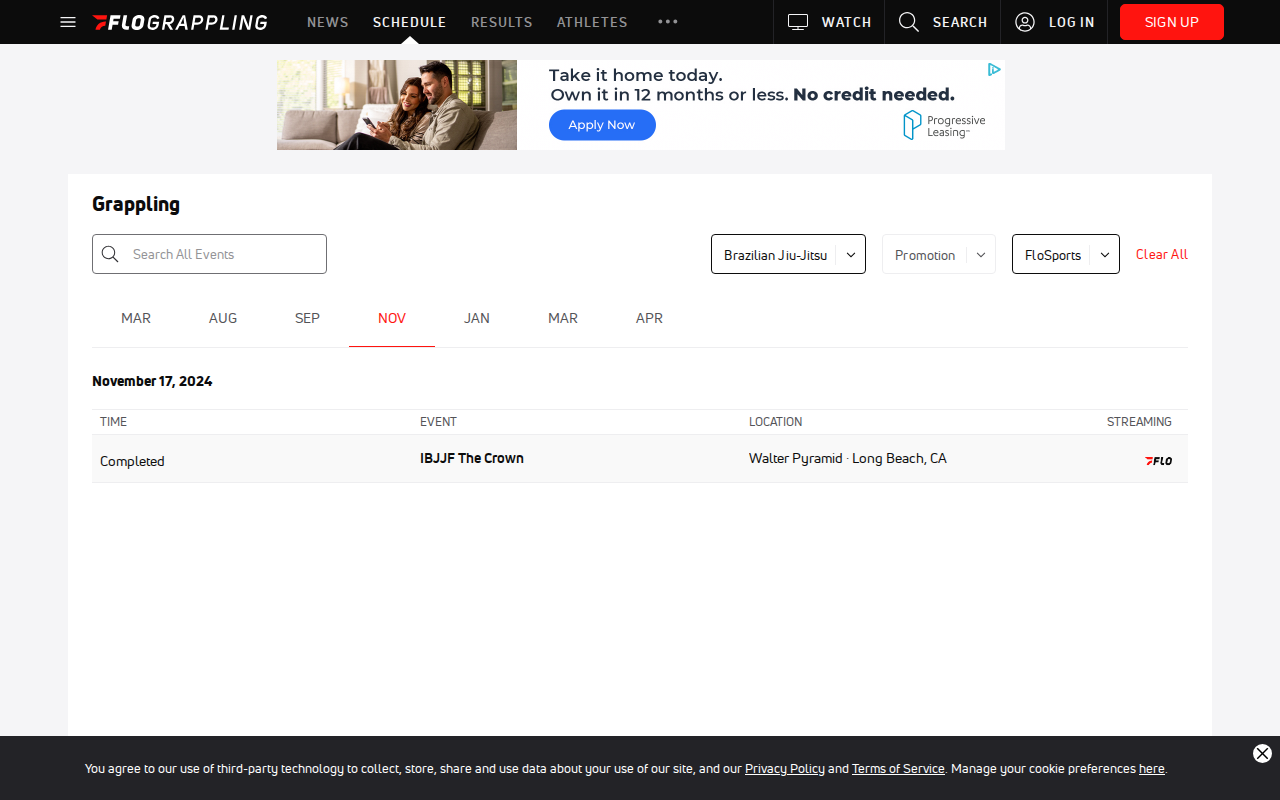 FLOGRAPPLING NEWS SCHEDULE RESULTS ATHLETES ••• WATCH SEARCH LOG IN SIGN UP
Take it home today.
Own it in 12 months or less. No credit needed.
Apply Now
Progressive
Leasing
Grappling
Search All Events
Brazilian Jiu-Jitsu
Promotion
FloSports
Clear All
MAR AUG SEP NOV JAN MAR APR
November 17, 2024
TIME EVENT LOCATION STREAMING
Completed IBJJF The Crown Walter Pyramid · Long Beach, CA FLO
You agree to our use of third-party technology to collect, store, share and use data about your use of our site, and our Privacy Policy and Terms of Service. Manage your cookie preferences here.